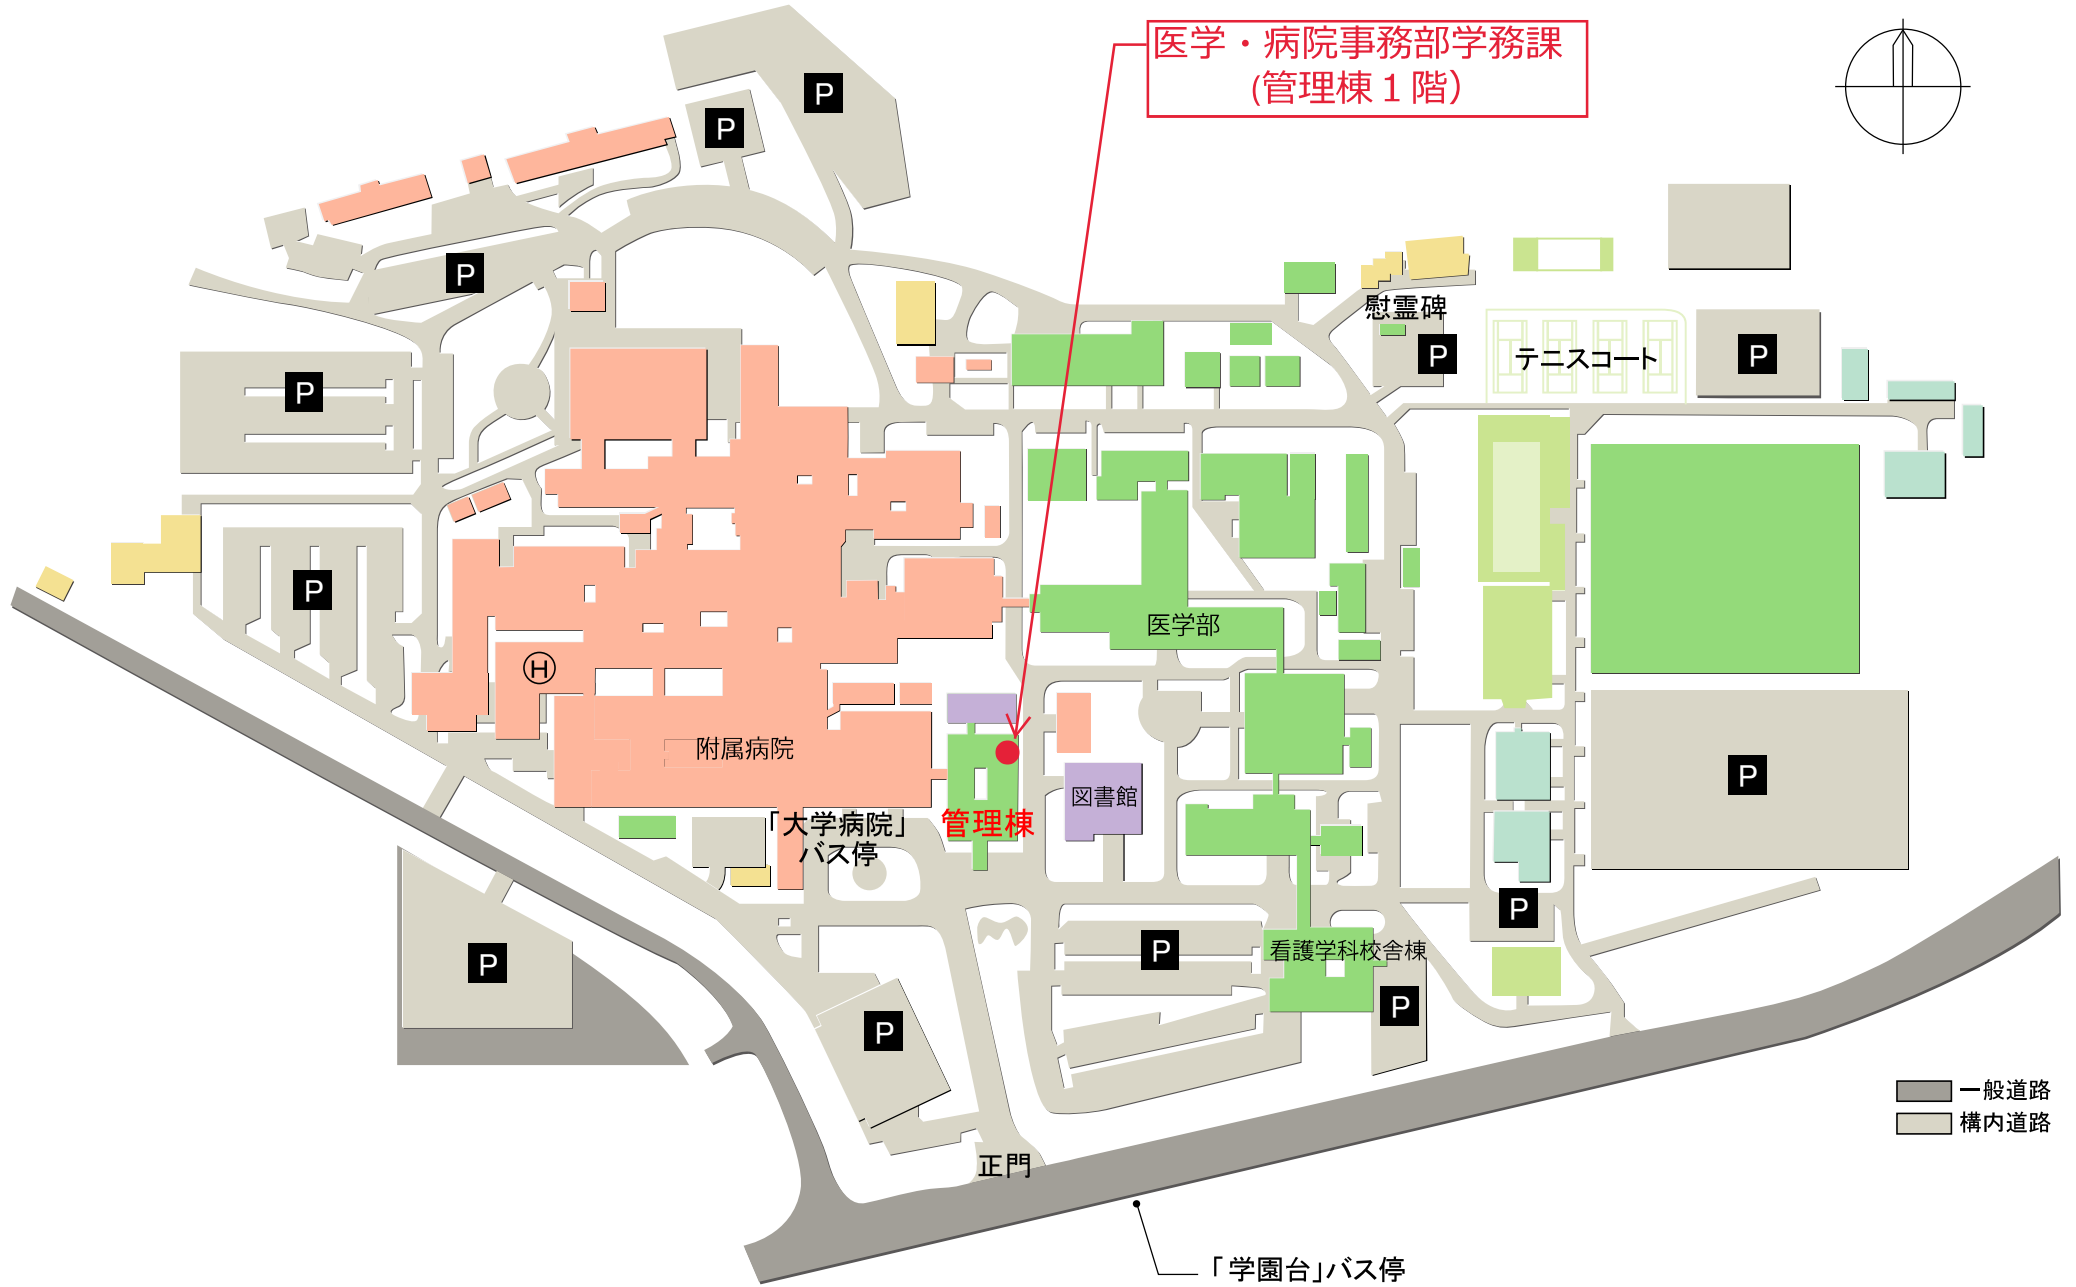 医学・病院事務部学務課
(管理棟1階)
P
P
P
P
慰霊碑
P
テニスコート
P
P
P
医学部
H
附属病院
図書館
P
「大学病院」
バス停
管理棟
P
看護学科校舎棟
P
P
P
P
一般道路
構内道路
正門
「学園台」バス停